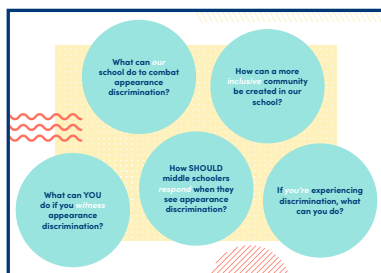 What can our
school do to combat
appearance
discrimination?
How can a more
inclusive community
be created in our
school?
What can YOU
do if you witness
appearance
discrimination?
How SHOULD
middle schoolers
respond when they
see appearance
discrimination?
If you're experiencing
discrimination, what
can you do?